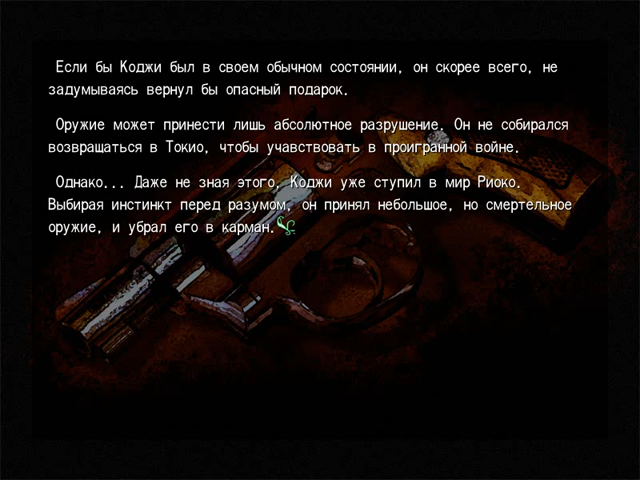 Если бы Коджи был в своем обычном состоянии, он скорее всего, не
задумываясь вернул бы опасный подарок.
Оружие может принести лишь абсолютное разрушение. Он не собирался
возвращаться в Токио, чтобы учавствовать в проигранной войне.
Однако... Даже не зная этого, Коджи уже ступил в мир Риоко.
Выбирая инстинкт перед разумом, он принял небольшое, но смертельное
оружие, и убрал его в карман.